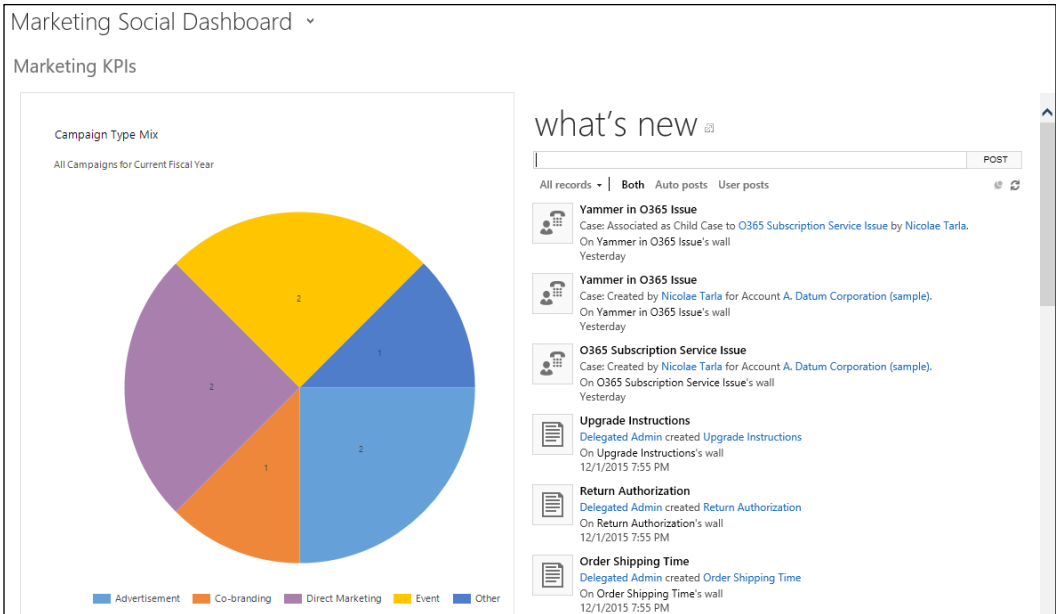 Marketing Social Dashboard
Marketing KPIs
Campaign Type Mix
All Campaigns for Current Fiscal Year
2
1
2
2
1
Advertisement Co-branding Direct Marketing Event Other
what's new
POST
All records Both Auto posts User posts
Yammer in O365 Issue
Case: Associated as Child Case to O365 Subscription Service Issue by Nicolae Tarla.
On Yammer in O365 Issue's wall
Yesterday
Yammer in O365 Issue
Case: Created by Nicolae Tarla for Account A. Datum Corporation (sample).
On Yammer in O365 Issue's wall
Yesterday
O365 Subscription Service Issue
Case: Created by Nicolae Tarla for Account A. Datum Corporation (sample).
On O365 Subscription Service Issue's wall
Yesterday
Upgrade Instructions
Delegated Admin created Upgrade Instructions
On Upgrade Instructions's wall
12/1/2015 7:55 PM
Return Authorization
Delegated Admin created Return Authorization
On Return Authorization's wall
12/1/2015 7:55 PM
Order Shipping Time
Delegated Admin created Order Shipping Time
On Order Shipping Time's wall
12/1/2015 7:55 PM